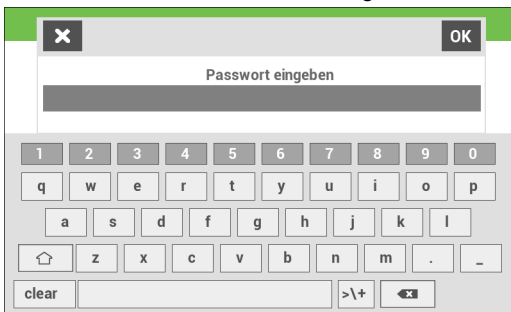 OK
Passwort eingeben
1 2 3 4 5 6 7 8 9 0
q w e r t y u i o p
a s d f g h j k l
z x c v b n m . _
clear >\+